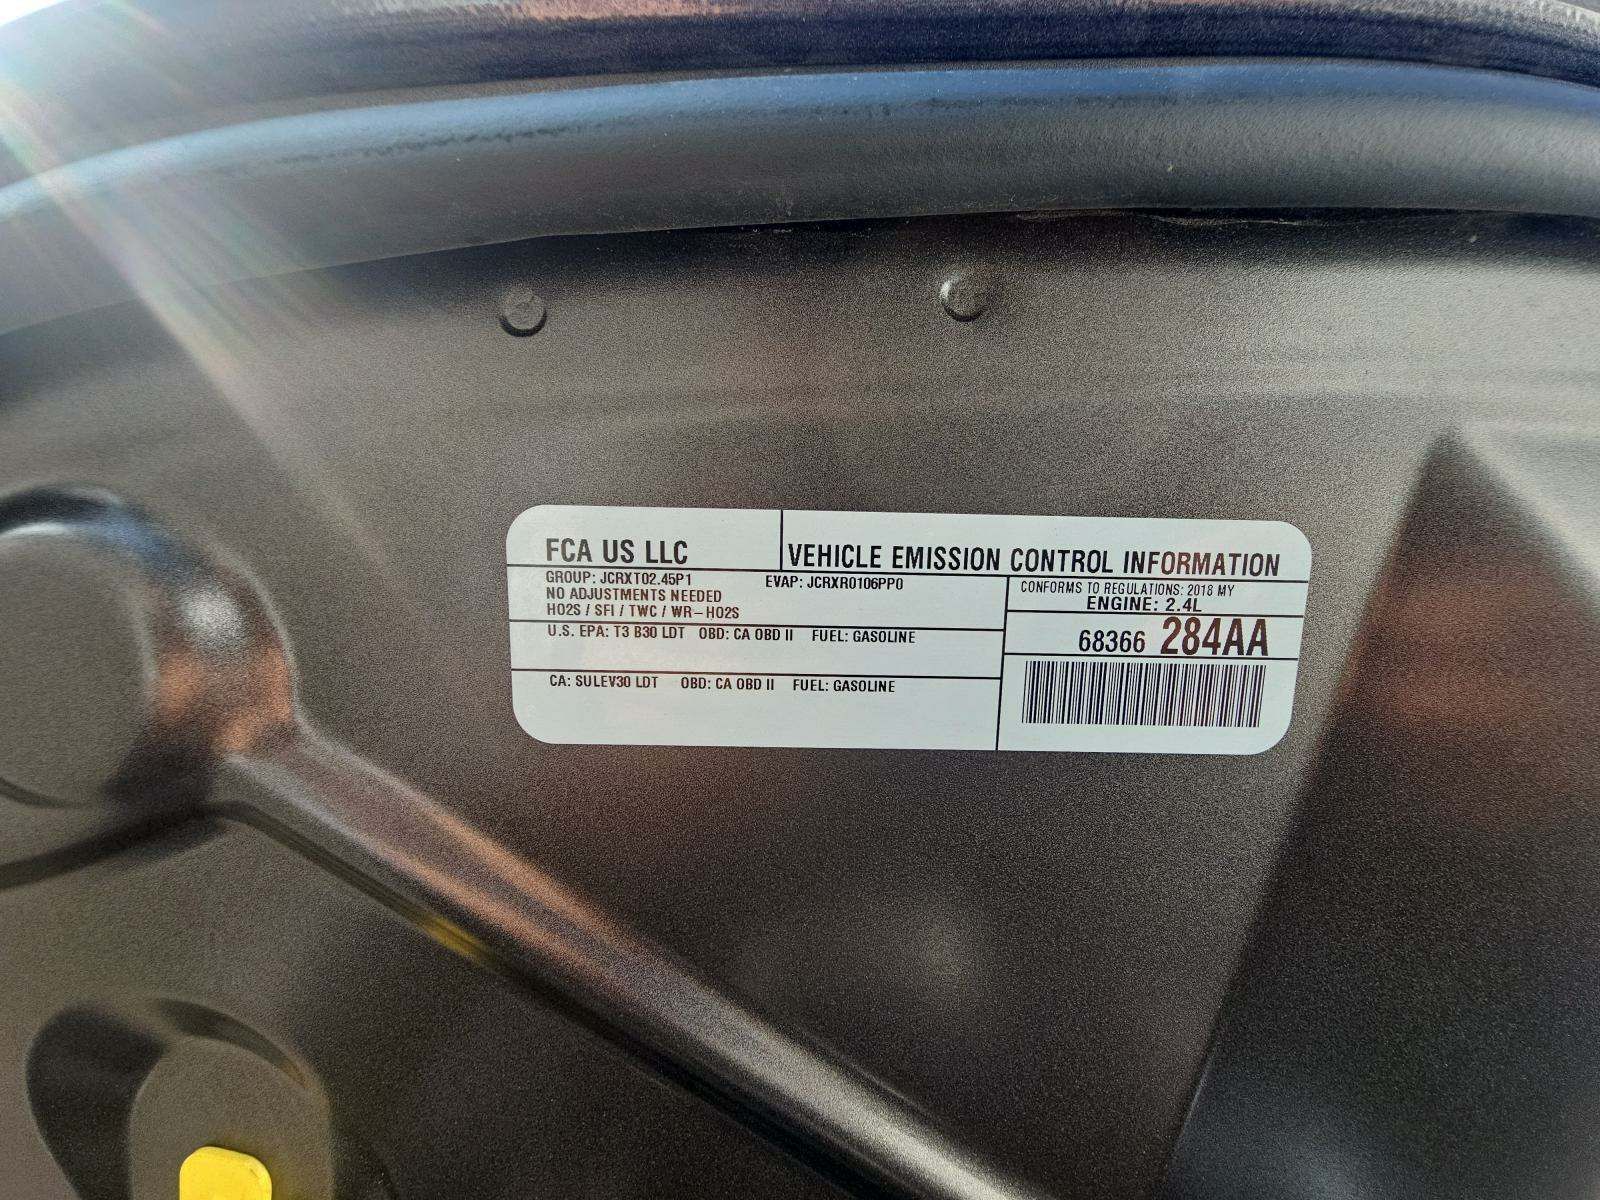 FCA US LLC
VEHICLE EMISSION CONTROL INFORMATION
GROUP: JCRXT02.45P1 EVAP: JCRXR0106PP0
NO ADJUSTMENTS NEEDED
HO2S / SFI / TWC / WR-HO2S
CONFORMS TO REGULATIONS: 2018 MY
ENGINE: 2.4L
U.S. EPA: T3 B30 LDT OBD: CA OBD II FUEL: GASOLINE
68366 284AA
CA: SULEV30 LDT OBD: CA OBD II FUEL: GASOLINE